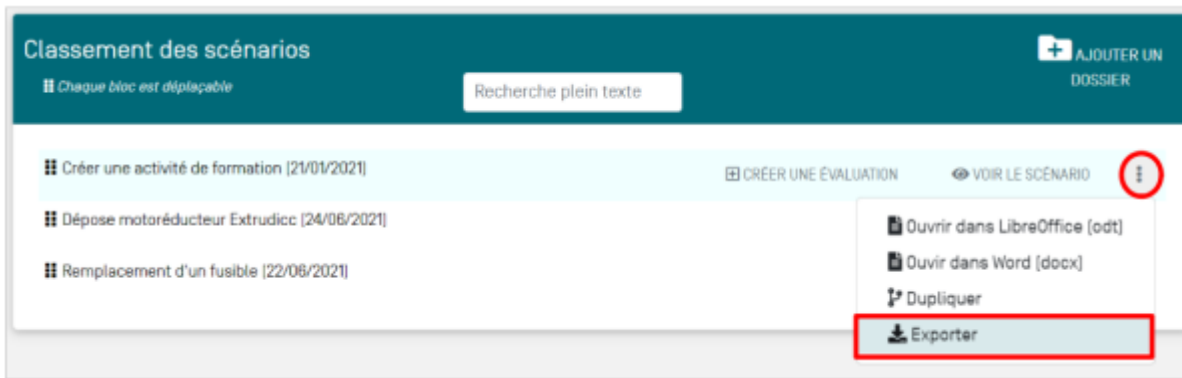 Classement des scénarios
AJOUTER UN
DOSSIER
Chaque bloc est déplaçable
Recherche plein texte
Créer une activité de formation (21/01/2021)
CRÉER UNE ÉVALUATION
VOIR LE SCÉNARIO
Dépose motoréducteur Extrudicc (24/06/2021)
Ouvrir dans LibreOffice (odt)
Remplacement d'un fusible (22/06/2021)
Ouvir dans Word (docx)
Dupliquer
Exporter